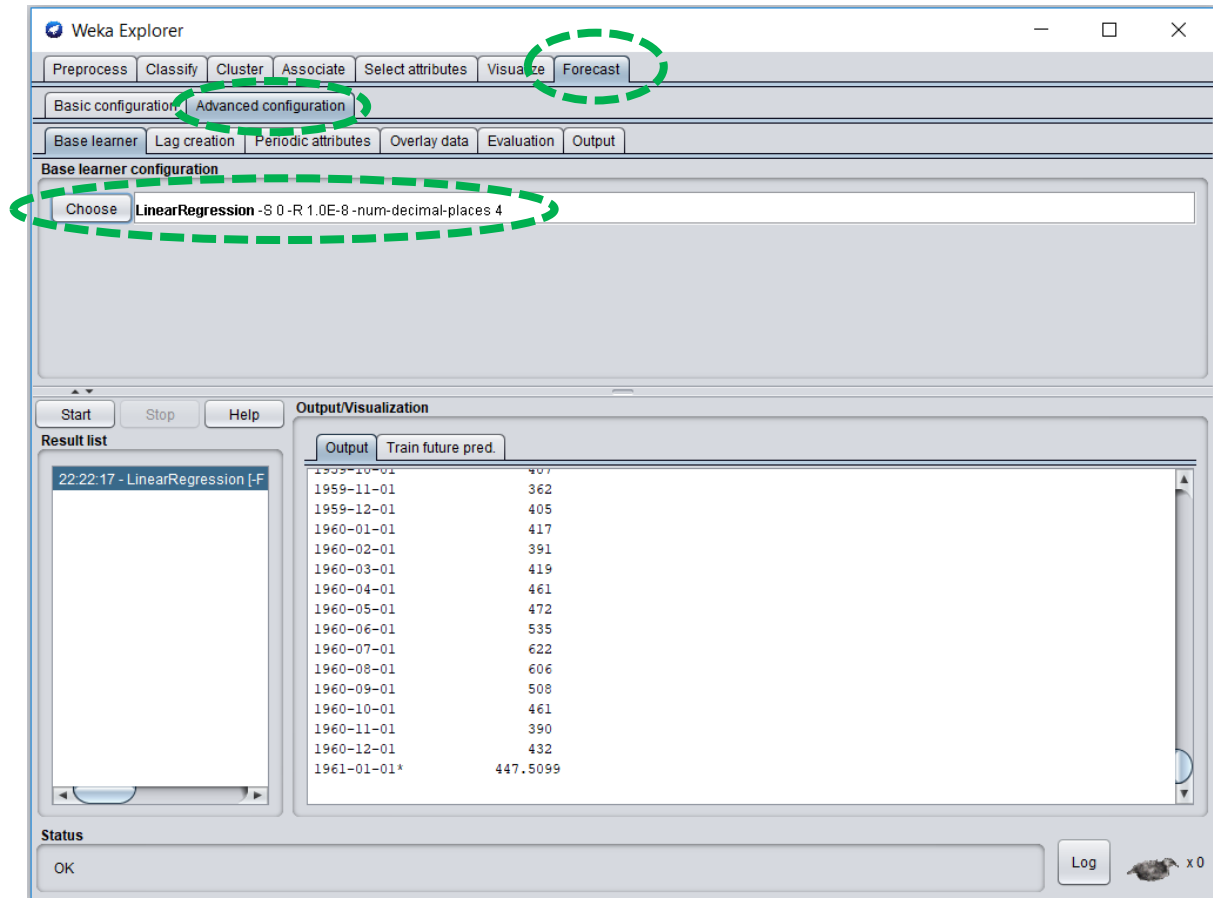 Weka Explorer
Preprocess Classify Cluster Associate Select attributes Visualize Forecast
Basic configuration Advanced configuration
Base learner Lag creation Periodic attributes Overlay data Evaluation Output
Base learner configuration
Choose LinearRegression -S 0 -R 1.0E-8 -num-decimal-places 4
Start Stop Help
Result list
22:22:17 - LinearRegression [-F
Output/Visualization
Output Train future pred.
1959-10-01 407
1959-11-01 362
1959-12-01 405
1960-01-01 417
1960-02-01 391
1960-03-01 419
1960-04-01 461
1960-05-01 472
1960-06-01 535
1960-07-01 622
1960-08-01 606
1960-09-01 508
1960-10-01 461
1960-11-01 390
1960-12-01 432
1961-01-01* 447.5099
Status
OK
Log x 0